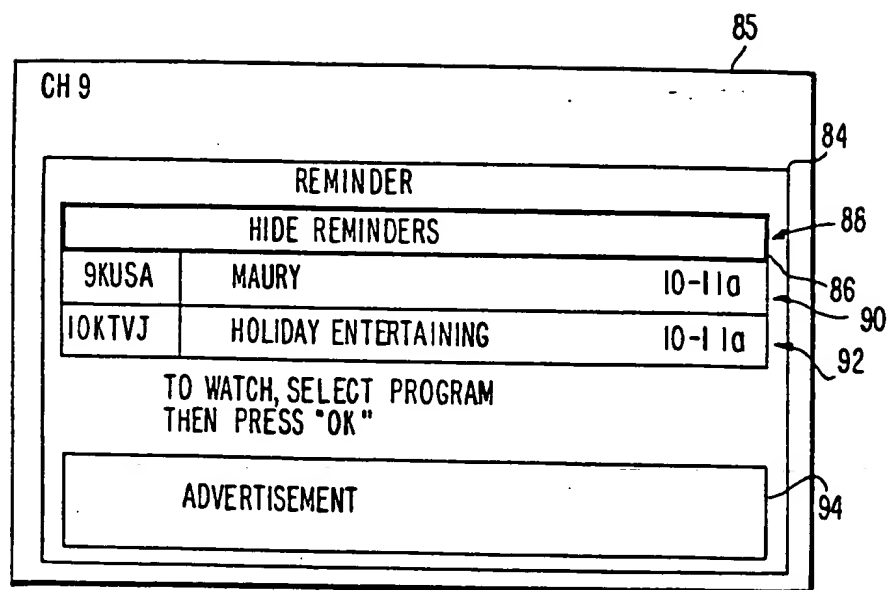 85
CH 9
84
REMINDER
HIDE REMINDERS
88
86
9KUSA MAURY 10-11a
90
10KTVJ HOLIDAY ENTERTAINING 10-11a
92
TO WATCH, SELECT PROGRAM
THEN PRESS "OK"
ADVERTISEMENT
94